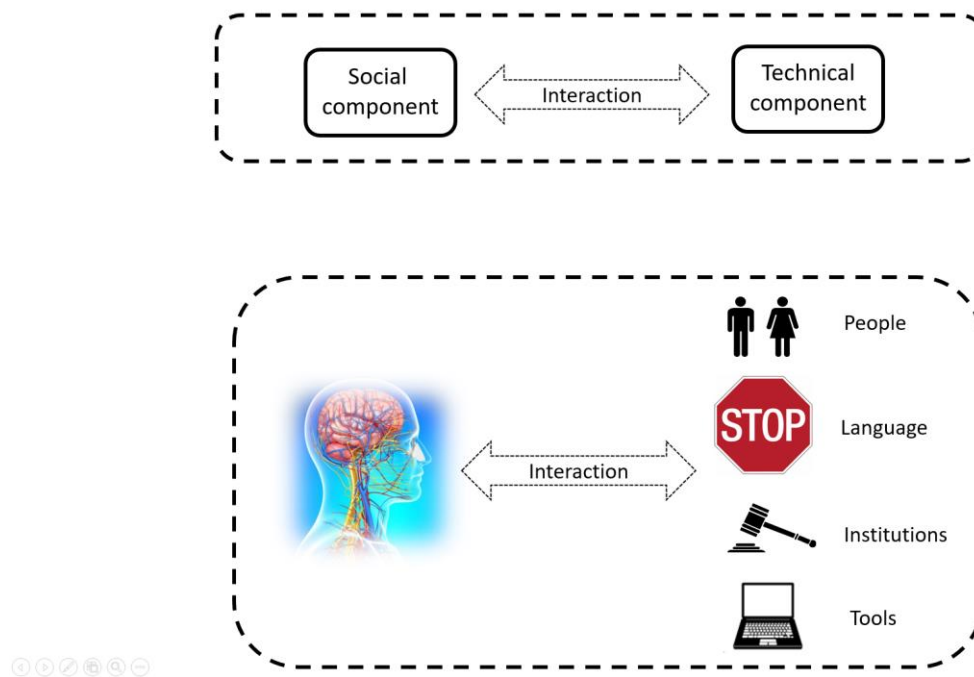 Social
component
Interaction
Technical
component
People
STOP
Language
Interaction
Institutions
Tools